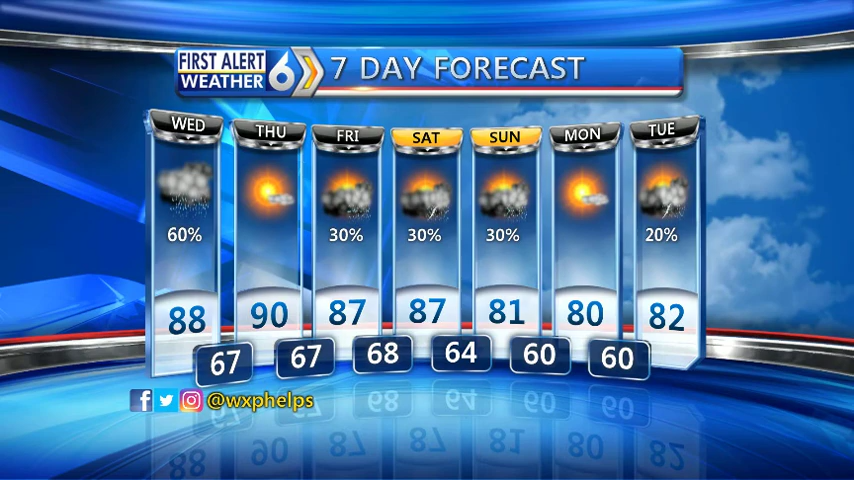 FIRST ALERT
WEATHER 6
7 DAY FORECAST
WED THU FRI SAT SUN MON TUE
60% 30% 30% 30% 20%
88 90 87 87 81 80 82
67 67 68 64 60 60
f @wxphelps